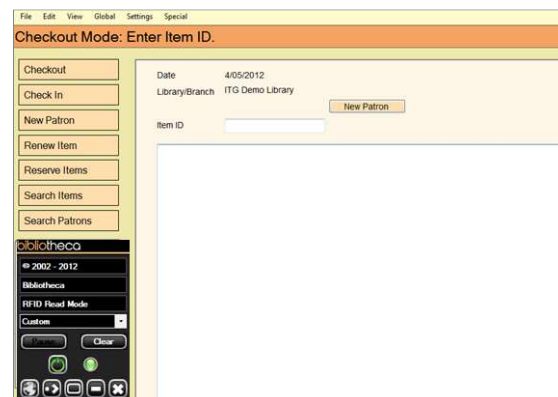 File Edit View Global Settings Special
Checkout Mode: Enter Item ID.
Checkout
Check In
New Patron
Renew Item
Reserve Items
Search Items
Search Patrons
Date 4/05/2012
Library/Branch ITG Demo Library
New Patron
Item ID
bibliotheca
© 2002 - 2012
Bibliotheca
RFID Read Mode
Custom
Pause Clear